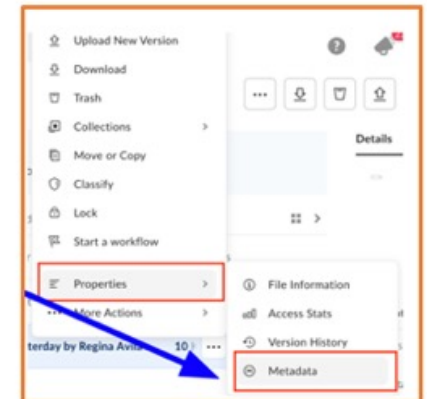 Upload New Version
Download
Trash
Collections
Move or Copy
Details
Classify
Lock
Start a workflow
Properties
File Information
More Actions
Access Stats
terday by Regina Avila
10
Version History
Metadata